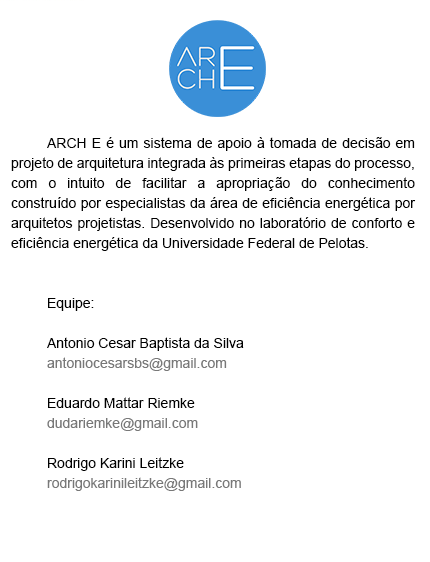 AR
CH E
ARCH E é um sistema de apoio à tomada de decisão em
projeto de arquitetura integrada às primeiras etapas do processo,
com o intuito de facilitar a apropriação do conhecimento
construído por especialistas da área de eficiência energética por
arquitetos projetistas. Desenvolvido no laboratório de conforto e
eficiência energética da Universidade Federal de Pelotas.
Equipe:
Antonio Cesar Baptista da Silva
antoniocesarsbs@gmail.com
Eduardo Mattar Riemke
dudariemke@gmail.com
Rodrigo Karini Leitzke
rodrigokarinileitzke@gmail.com